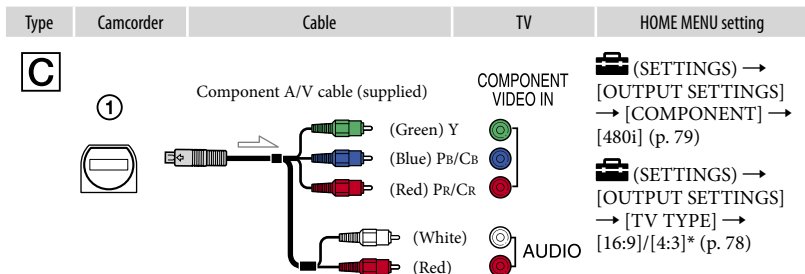 Type Camcorder Cable TV HOME MENU setting
C
1
Component A/V cable (supplied)
(Green) Y
(Blue) PB/CB
(Red) PR/CR
(White)
(Red)
COMPONENT
VIDEO IN
AUDIO
(SETTINGS) →
[OUTPUT SETTINGS]
→ [COMPONENT] →
[480i] (p. 79)
(SETTINGS) →
[OUTPUT SETTINGS]
→ [TV TYPE] →
[16:9]/[4:3]* (p. 78)